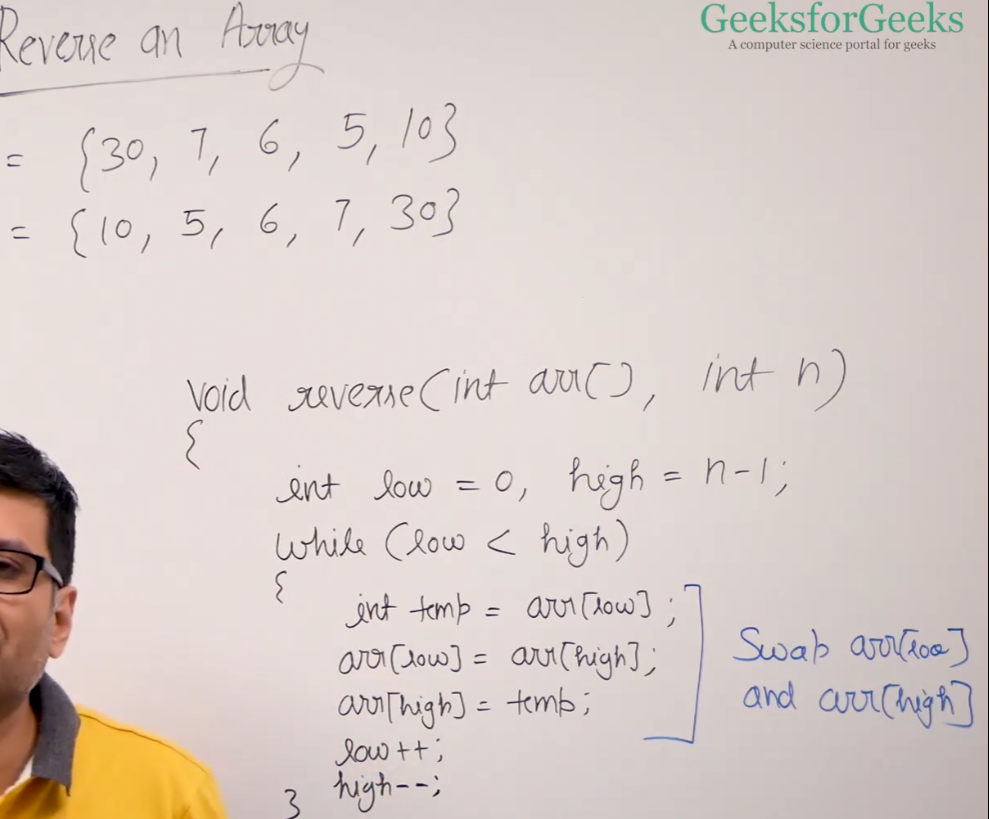 Reverse an Array
GeeksforGeeks
A computer science portal for geeks
= {30, 7, 6, 5, 10}
= {10, 5, 6, 7, 30}
void reverse(int arr[], int n)
{
int low = 0, high = n-1;
while (low < high)
{
int temp = arr[low];
arr[low] = arr[high];
arr[high] = temp;
low++;
high--;
}
Swap arr[low]
and arr[high]